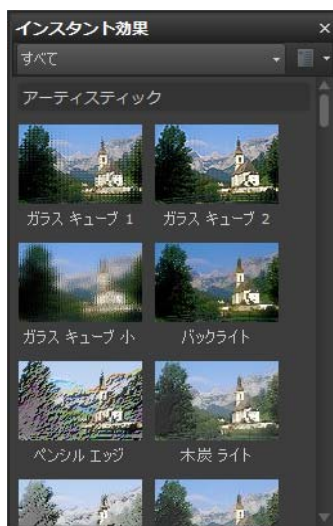 インスタント効果
すべて
アーティスティック
ガラス キューブ 1
ガラス キューブ 2
ガラス キューブ 小
バックライト
ペンシル エッジ
木炭 ライト